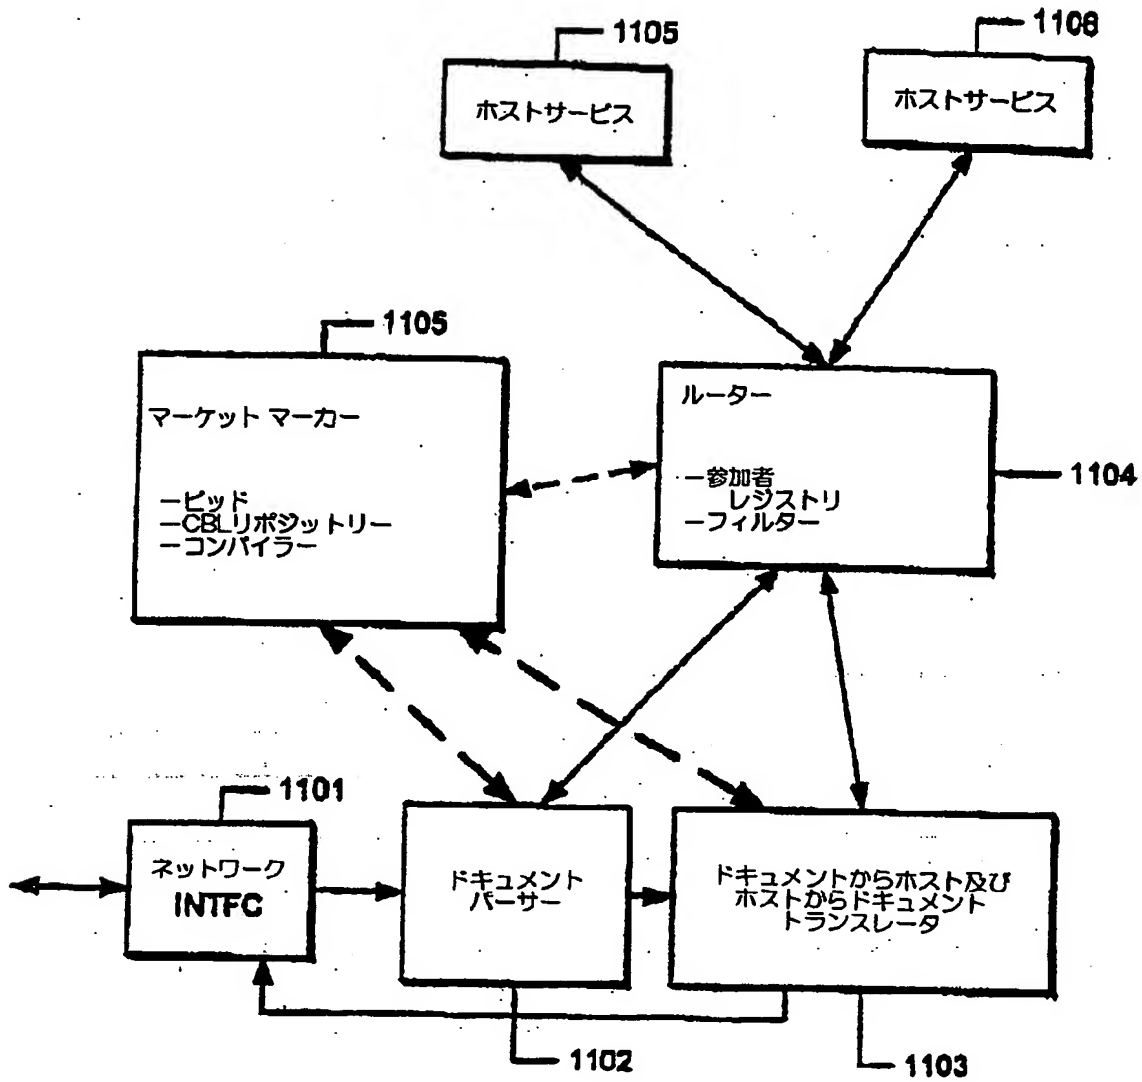 1105
1106
ホストサービス
ホストサービス
1105
マーケット マーカー
ービッド
ーCBLリポジットリー
ーコンパイラー
ルーター
ー参加者
レジストリ
ーフィルター
1104
1101
ネットワーク
INTFC
ドキュメント
パーサー
ドキュメントからホスト及び
ホストからドキュメント
トランスレータ
1102
1103